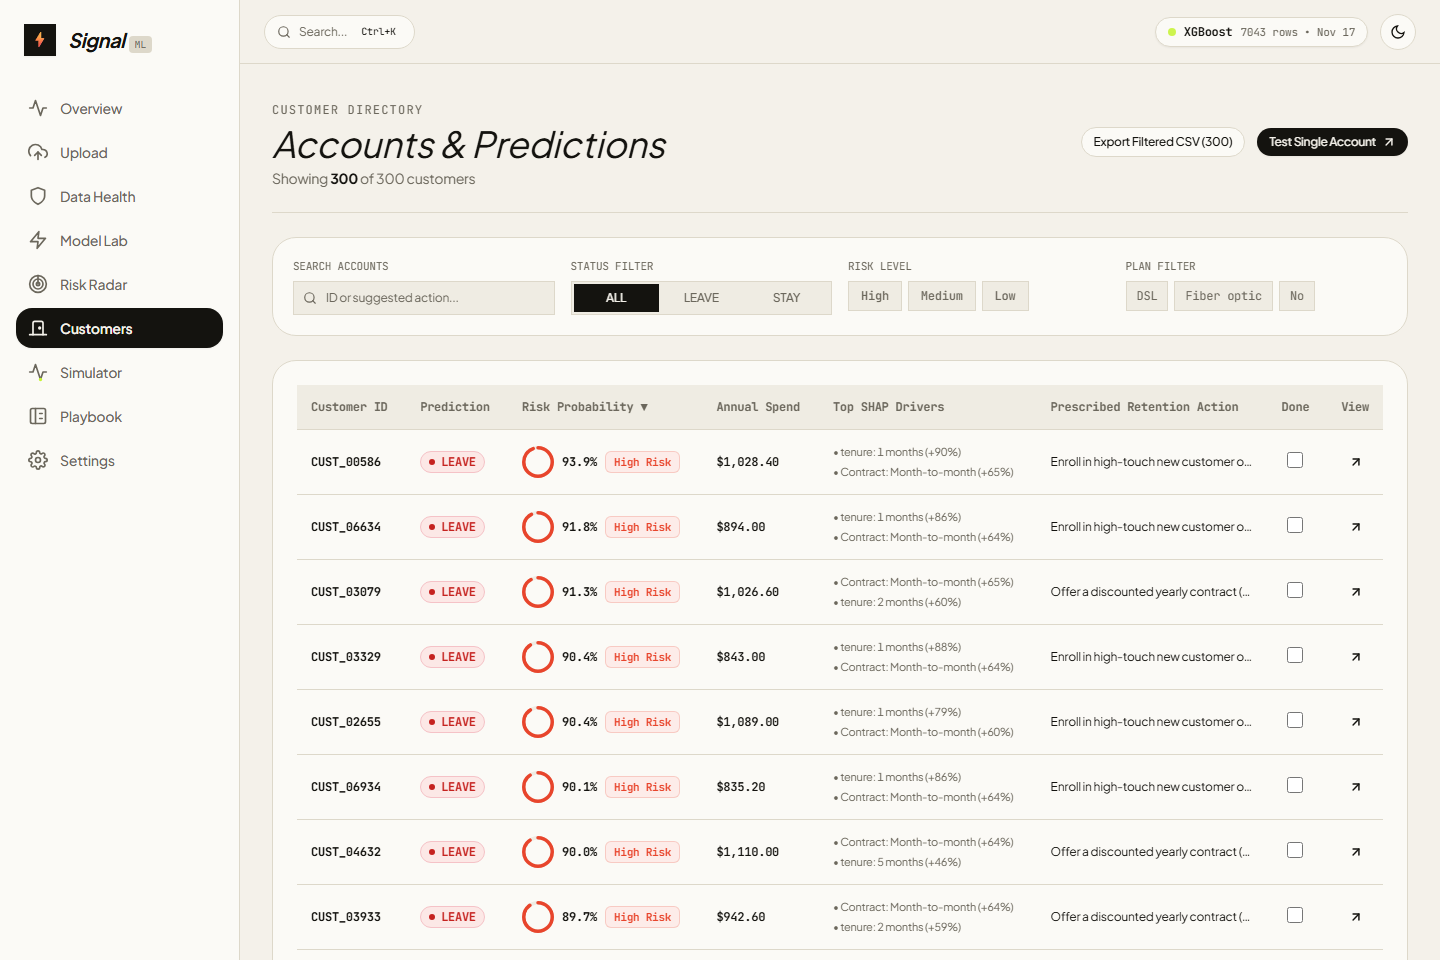 Signal ML
Search... Ctrl+K
XGBoost 7043 rows • Nov 17
Overview
Upload
Data Health
Model Lab
Risk Radar
Customers
Simulator
Playbook
Settings
CUSTOMER DIRECTORY
Accounts & Predictions
Showing 300 of 300 customers
Export Filtered CSV (300)
Test Single Account
SEARCH ACCOUNTS
STATUS FILTER
RISK LEVEL
PLAN FILTER
ID or suggested action...
ALL LEAVE STAY
High Medium Low
DSL Fiber optic No
Customer ID Prediction Risk Probability ▼ Annual Spend Top SHAP Drivers Prescribed Retention Action Done View
CUST_00586 LEAVE 93.9% High Risk $1,028.40
• tenure: 1 months (+90%)
• Contract: Month-to-month (+65%)
Enroll in high-touch new customer o...
CUST_06634 LEAVE 91.8% High Risk $894.00
• tenure: 1 months (+86%)
• Contract: Month-to-month (+64%)
Enroll in high-touch new customer o...
CUST_03079 LEAVE 91.3% High Risk $1,026.60
• Contract: Month-to-month (+65%)
• tenure: 2 months (+60%)
Offer a discounted yearly contract (...
CUST_03329 LEAVE 90.4% High Risk $843.00
• tenure: 1 months (+88%)
• Contract: Month-to-month (+64%)
Enroll in high-touch new customer o...
CUST_02655 LEAVE 90.4% High Risk $1,089.00
• tenure: 1 months (+79%)
• Contract: Month-to-month (+60%)
Enroll in high-touch new customer o...
CUST_06934 LEAVE 90.1% High Risk $835.20
• tenure: 1 months (+86%)
• Contract: Month-to-month (+64%)
Enroll in high-touch new customer o...
CUST_04632 LEAVE 90.0% High Risk $1,110.00
• Contract: Month-to-month (+64%)
• tenure: 5 months (+46%)
Offer a discounted yearly contract (...
CUST_03933 LEAVE 89.7% High Risk $942.60
• Contract: Month-to-month (+64%)
• tenure: 2 months (+59%)
Offer a discounted yearly contract (...